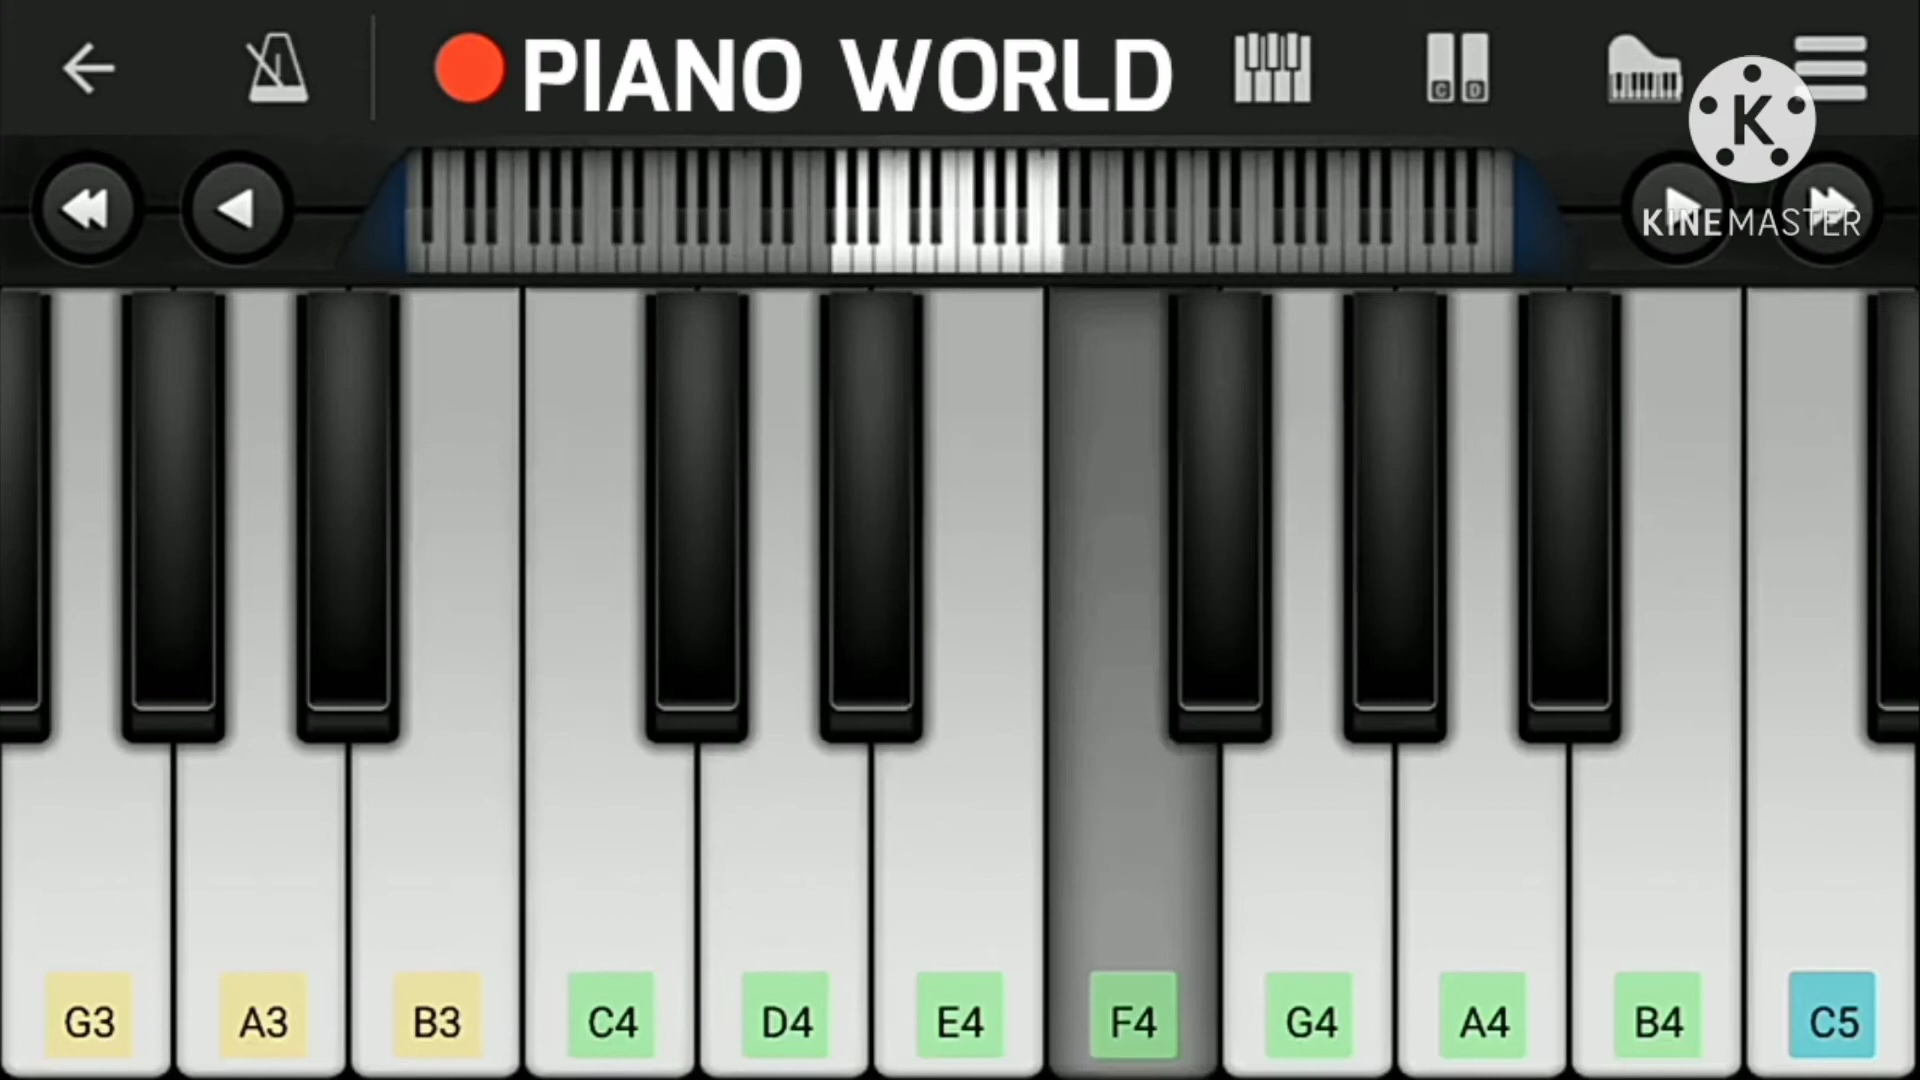 PIANO WORLD
C D
K
KINEMASTER
G3 A3 B3 C4 D4 E4 F4 G4 A4 B4 C5